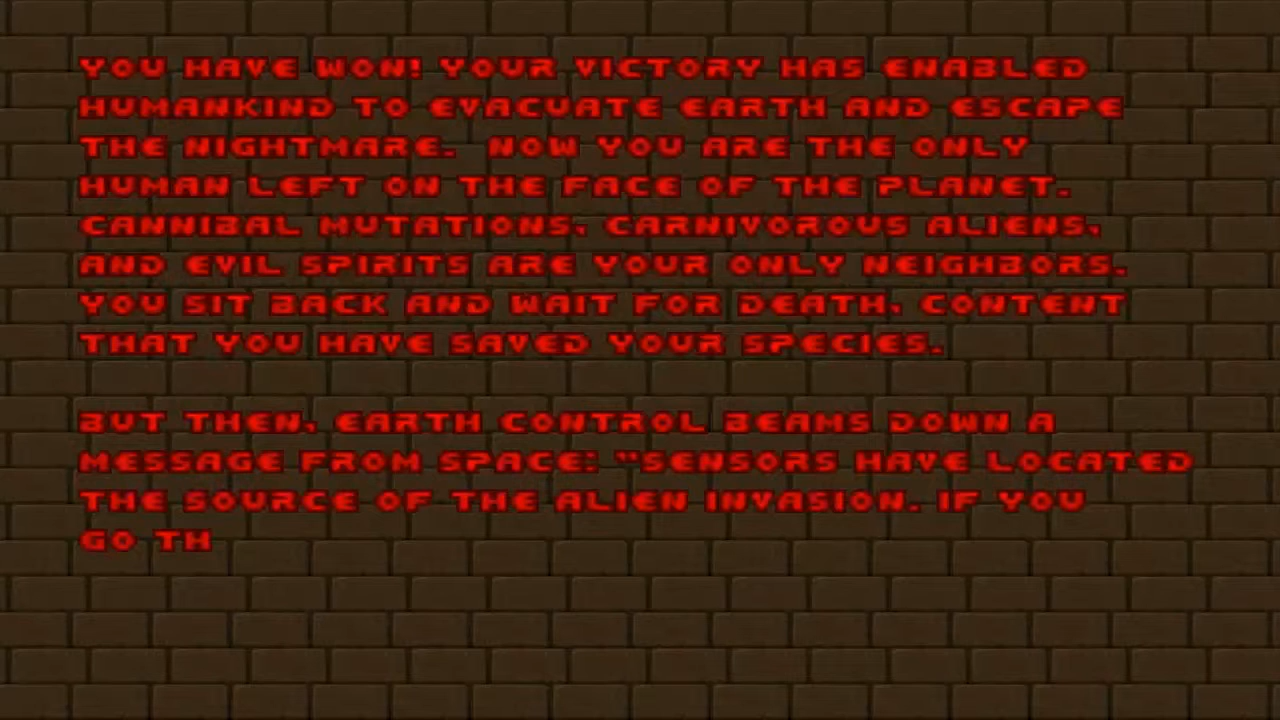 YOU HAVE WON! YOUR VICTORY HAS ENABLED
HUMANKIND TO EVACUATE EARTH AND ESCAPE
THE NIGHTMARE.  NOW YOU ARE THE ONLY
HUMAN LEFT ON THE FACE OF THE PLANET.
CANNIBAL MUTATIONS, CARNIVOROUS ALIENS,
AND EVIL SPIRITS ARE YOUR ONLY NEIGHBORS.
YOU SIT BACK AND WAIT FOR DEATH, CONTENT
THAT YOU HAVE SAVED YOUR SPECIES.
BUT THEN, EARTH CONTROL BEAMS DOWN A
MESSAGE FROM SPACE: "SENSORS HAVE LOCATED
THE SOURCE OF THE ALIEN INVASION. IF YOU
GO TH